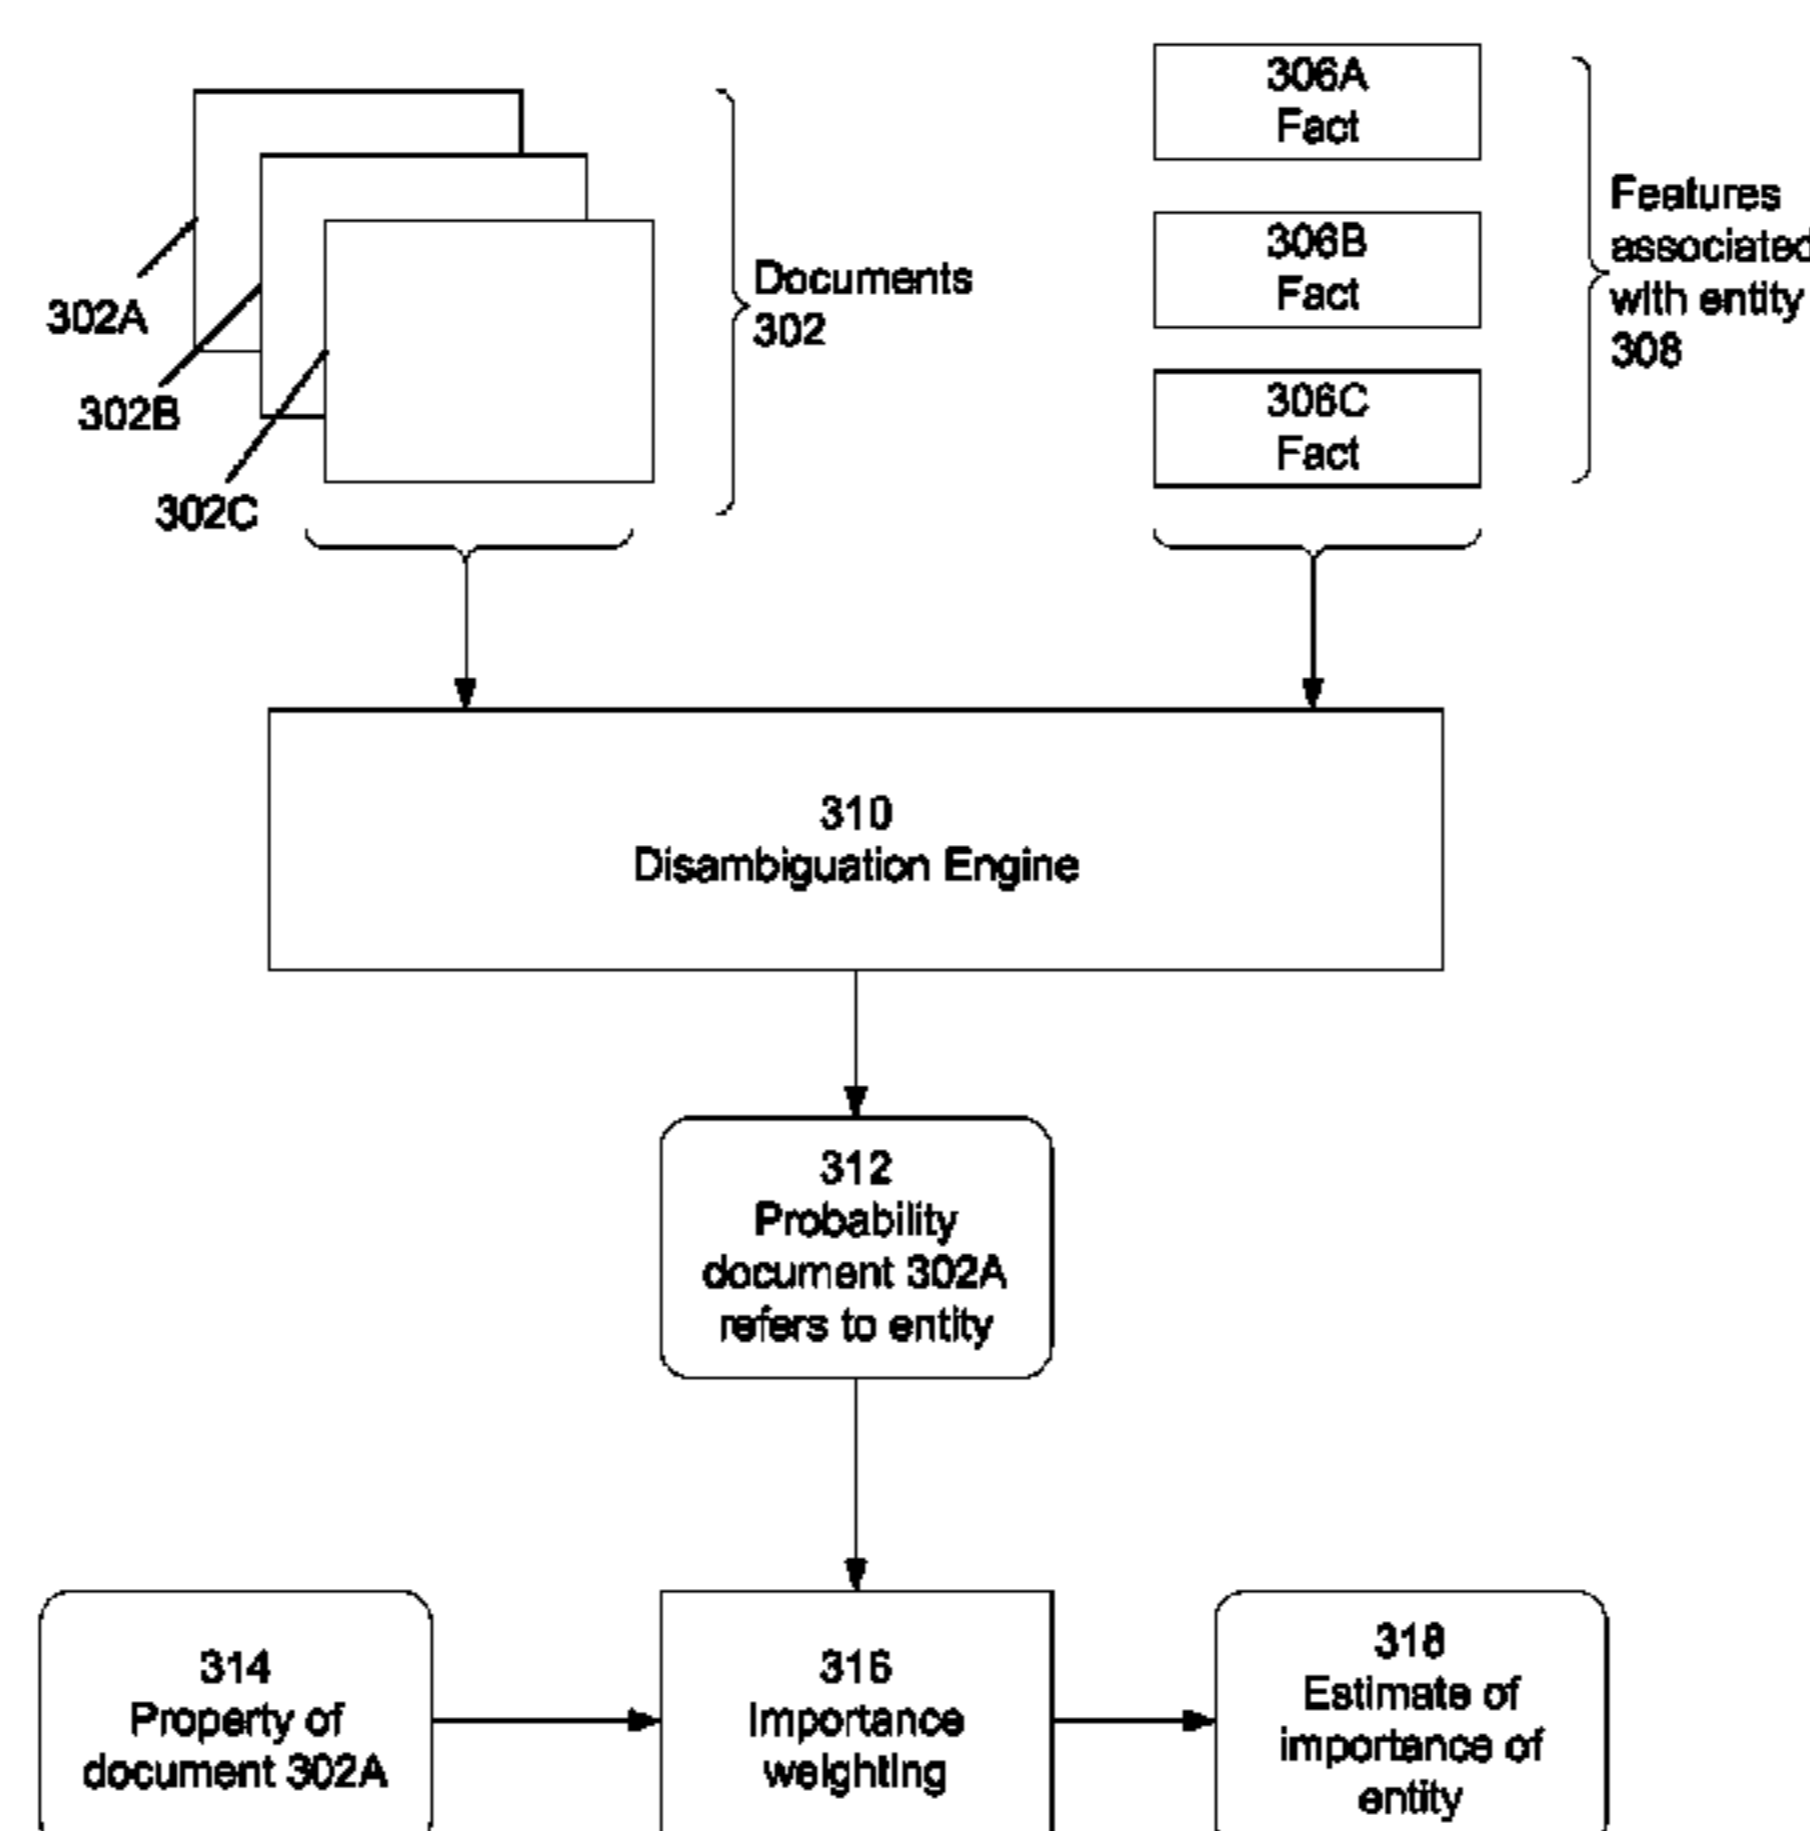 306A
Fact
306B
Fact
306C
Fact
Features
associated
with entity
308
Documents
302
302A
302B
302C
310
Disambiguation Engine
312
Probability
document 302A
refers to entity
314
Property of
document 302A
316
Importance
weighting
318
Estimate of
importance of
entity